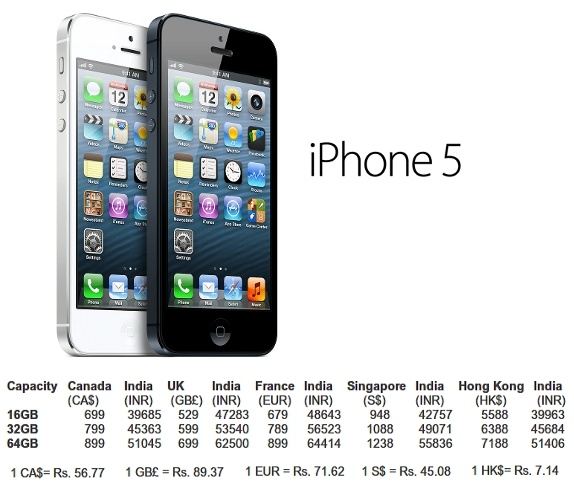 iPhone 5
Capacity Canada India UK India France India Singapore India Hong Kong India
(CA$) (INR) (GB£) (INR) (EUR) (INR) (S$) (INR) (HK$) (INR)
16GB 699 39685 529 47283 679 48643 948 42757 5588 39963
32GB 799 45363 599 53540 789 56523 1088 49071 6388 45684
64GB 899 51045 699 62500 899 64414 1238 55836 7188 51406
1 CA$= Rs. 56.77 1 GB£ = Rs. 89.37 1 EUR = Rs. 71.62 1 S$ = Rs. 45.08 1 HK$= Rs. 7.14